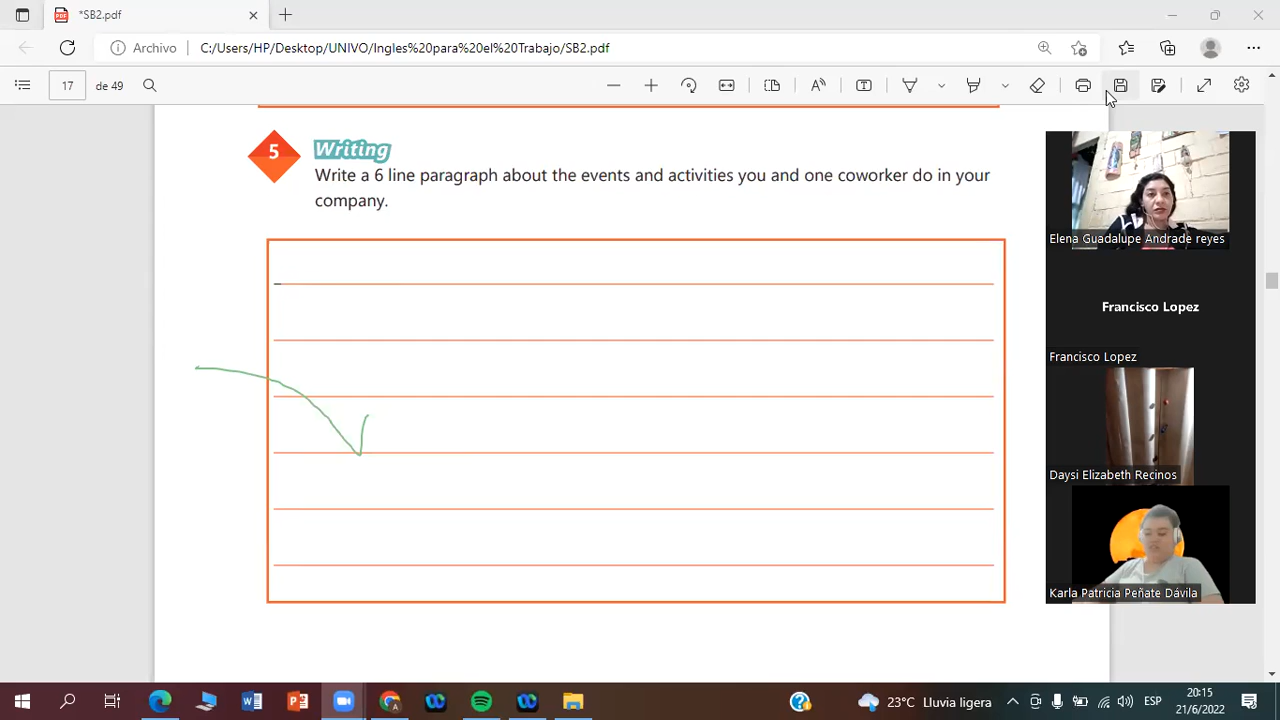 *SB2.pdf
Archivo C:/Users/HP/Desktop/UNIVO/Ingles%20para%20el%20Trabajo/SB2.pdf
17 de 49
5 Writing
Write a 6 line paragraph about the events and activities you and one coworker do in your
company.
Elena Guadalupe Andrade reyes
Francisco Lopez
Francisco Lopez
Daysi Elizabeth Recinos
Karla Patricia Peñate Dávila
23°C Lluvia ligera
ESP
20:15
21/6/2022